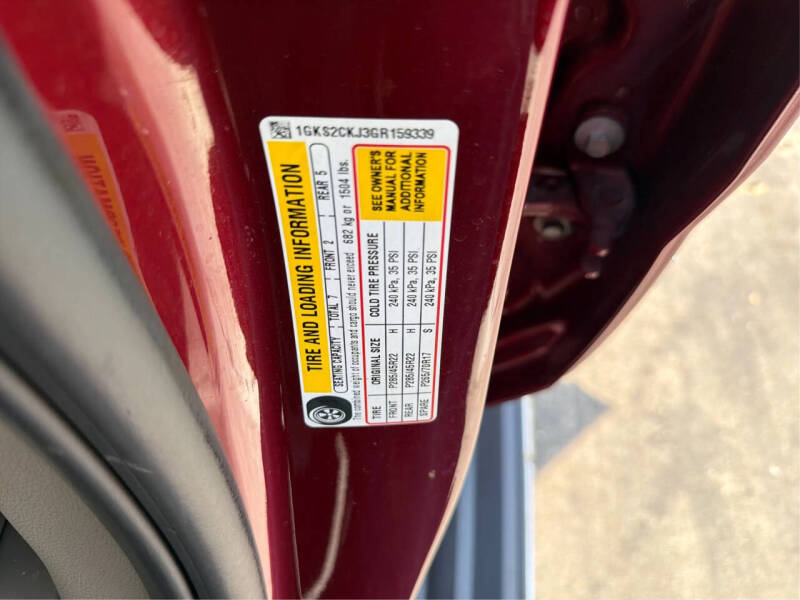 1GKS2CKJ3GR159339
TIRE AND LOADING INFORMATION
SEATING CAPACITY TOTAL 7 FRONT 2 REAR 5
The combined weight of occupants and cargo should never exceed 682 kg or 1504 lbs.
TIRE ORIGINAL SIZE COLD TIRE PRESSURE
FRONT P285/45R22 H 240 kPa, 35 PSI
REAR P285/45R22 H 240 kPa, 35 PSI
SPARE P265/70R17 S 240 kPa, 35 PSI
SEE OWNER'S
MANUAL FOR
ADDITIONAL
INFORMATION